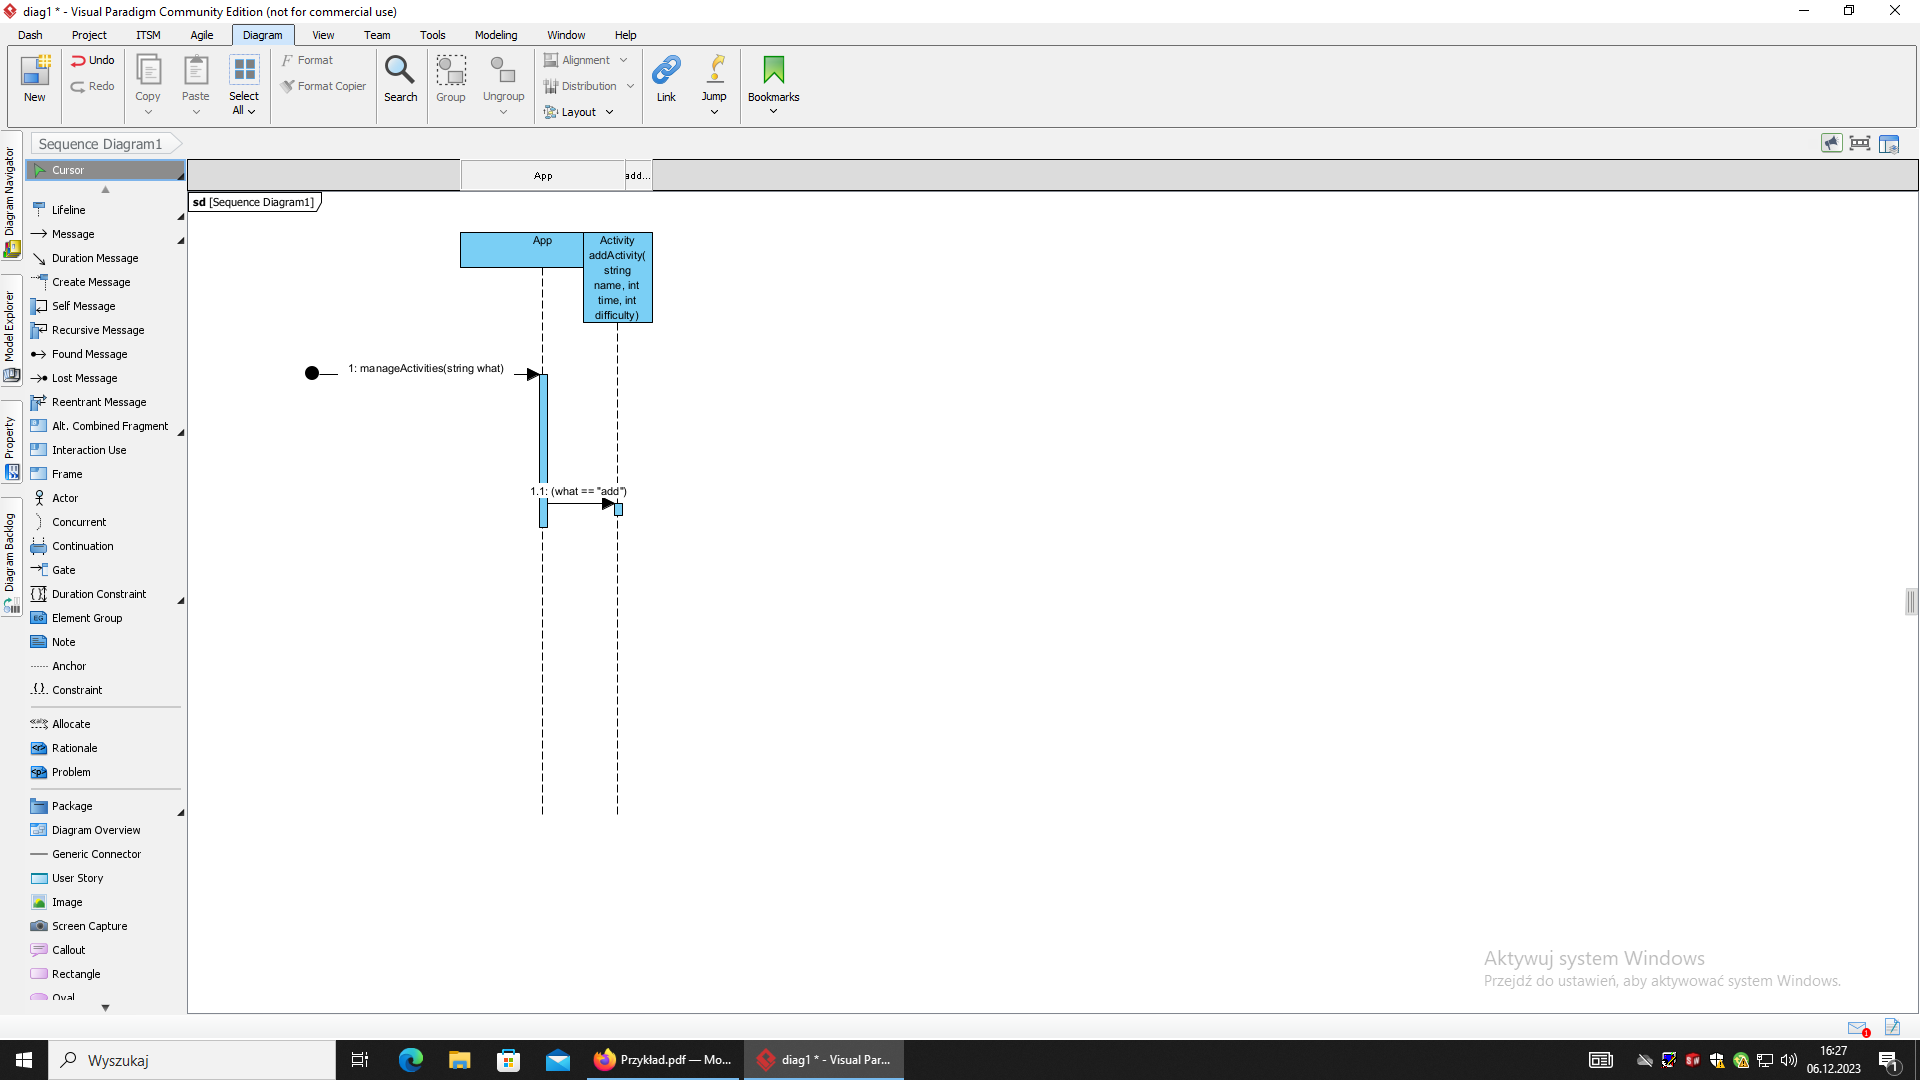 diag1 * - Visual Paradigm Community Edition (not for commercial use)
Dash Project ITSM Agile Diagram View Team Tools Modeling Window Help
New
Undo
Redo
Copy
Paste
Select
All
Format
Format Copier
Search
Group
Ungroup
Alignment
Distribution
Layout
Link
Jump
Bookmarks
Diagram Navigator
Model Explorer
Property
Diagram Backlog
Sequence Diagram1
Cursor
Lifeline
Message
Duration Message
Create Message
Self Message
Recursive Message
Found Message
Lost Message
Reentrant Message
Alt. Combined Fragment
Interaction Use
Frame
Actor
Concurrent
Continuation
Gate
Duration Constraint
Element Group
Note
Anchor
Constraint
Allocate
Rationale
Problem
Package
Diagram Overview
Generic Connector
User Story
Image
Screen Capture
Callout
Rectangle
Oval
App
add...
sd [Sequence Diagram1]
App
Activity
addActivity(
string
name, int
time, int
difficulty)
1: manageActivities(string what)
1.1: (what == "add")
Aktywuj system Windows
Przejdź do ustawień, aby aktywować system Windows.
Wyszukaj
Przykład.pdf — Mo...
diag1 * - Visual Par...
16:27
06.12.2023